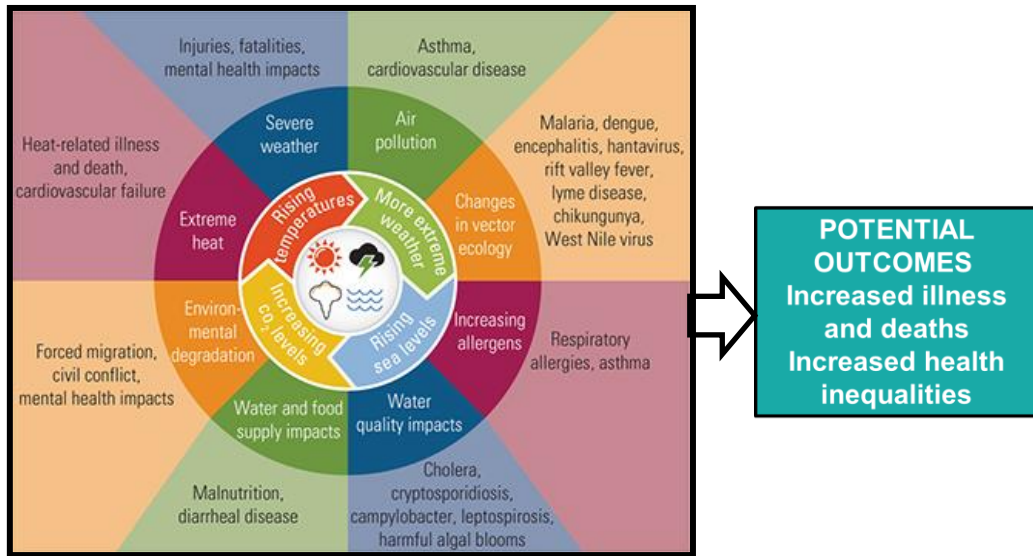 Injuries, fatalities,
mental health impacts
Asthma,
cardiovascular disease
Heat-related illness
and death,
cardiovascular failure
Severe
weather
Air
pollution
Malaria, dengue,
encephalitis, hantavirus,
rift valley fever,
lyme disease,
chikungunya,
West Nile virus
Extreme
heat
Rising
temperatures
More extreme
weather
Changes
in vector
ecology
Environ-
mental
degradation
Increasing
co₂ levels
Rising
sea levels
Increasing
allergens
Forced migration,
civil conflict,
mental health impacts
Respiratory
allergies, asthma
Water and food
supply impacts
Water
quality impacts
Malnutrition,
diarrheal disease
Cholera,
cryptosporidiosis,
campylobacter, leptospirosis,
harmful algal blooms
POTENTIAL
OUTCOMES
Increased illness
and deaths
Increased health
inequalities